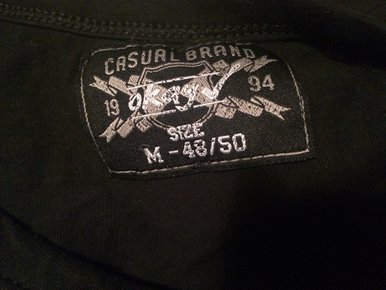 CASUAL BRAND
19 94
SIZE
M - 48/50